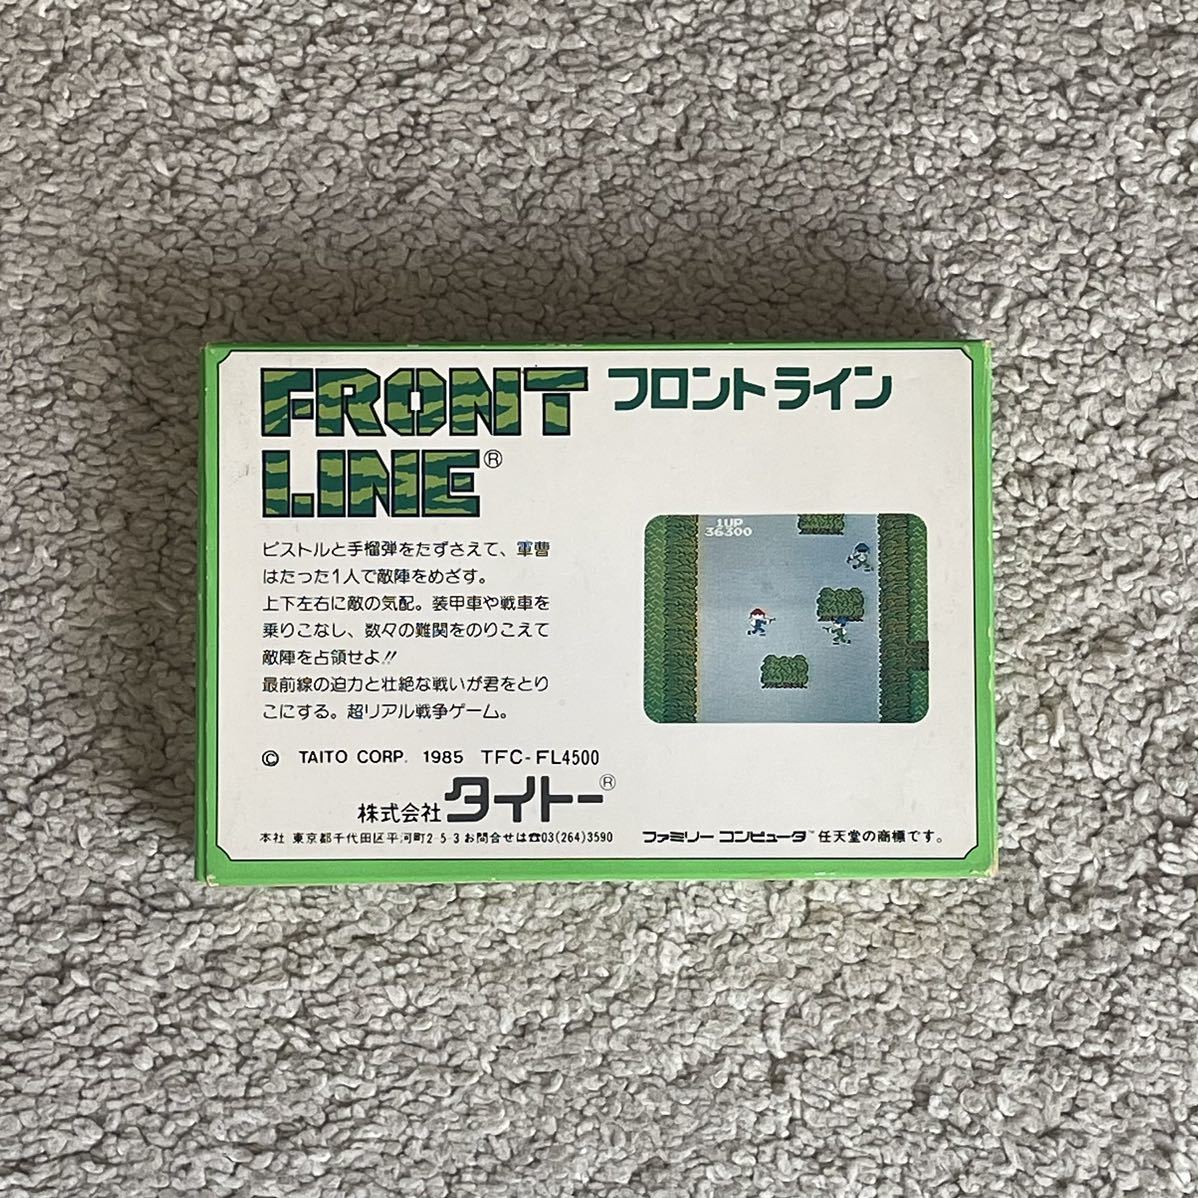 FRONT
LINE®
フロントライン
ピストルと手榴弾をたずさえて、軍曹
はたった1人で敵陣をめざす。
上下左右に敵の気配。装甲車や戦車を
乗りこなし、数々の難関をのりこえて
敵陣を占領せよ!!
最前線の迫力と壮絶な戦いが君をとり
こにする。超リアル戦争ゲーム。
1UP
36300
© TAITO CORP. 1985 TFC-FL4500
株式会社タイトー®
本社 東京都千代田区平河町2-5-3 お問合せは☎03(264)3590
ファミリーコンピュータ™任天堂の商標です。